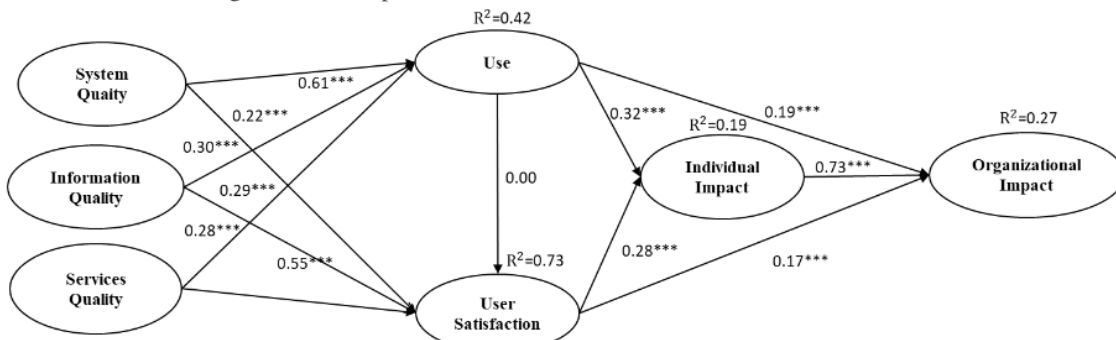 R²=0.42
Use
System
Quaity
0.61***
0.22***
0.30***
0.32***
0.19***
R²=0.19
R²=0.27
Information
Quality
0.29***
0.00
Individual
Impact
0.73***
Organizational
Impact
0.28***
0.55***
Services
Quality
R²=0.73
0.28***
0.17***
User
Satisfaction